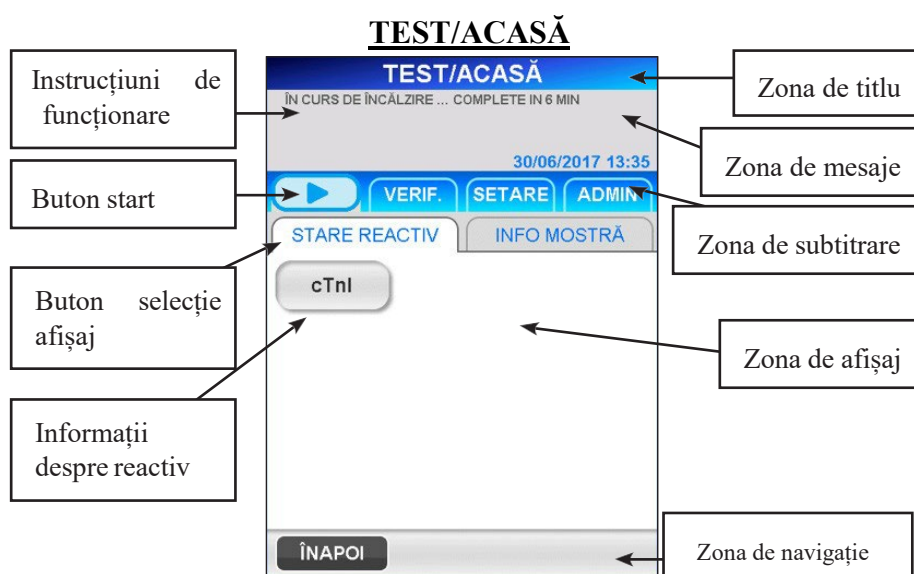 TEST/ACASĂ
Instrucțiuni de
funcționare
TEST/ACASĂ
Zona de titlu
ÎN CURS DE ÎNCĂLZIRE ... COMPLETE IN 6 MIN
30/06/2017 13:35
Zona de mesaje
Buton start
VERIF.
SETARE
ADMIN
Zona de subtitrare
STARE REACTIV
INFO MOSTRĂ
Buton selecție
afișaj
cTnI
Zona de afișaj
Informații
despre reactiv
ÎNAPOI
Zona de navigație